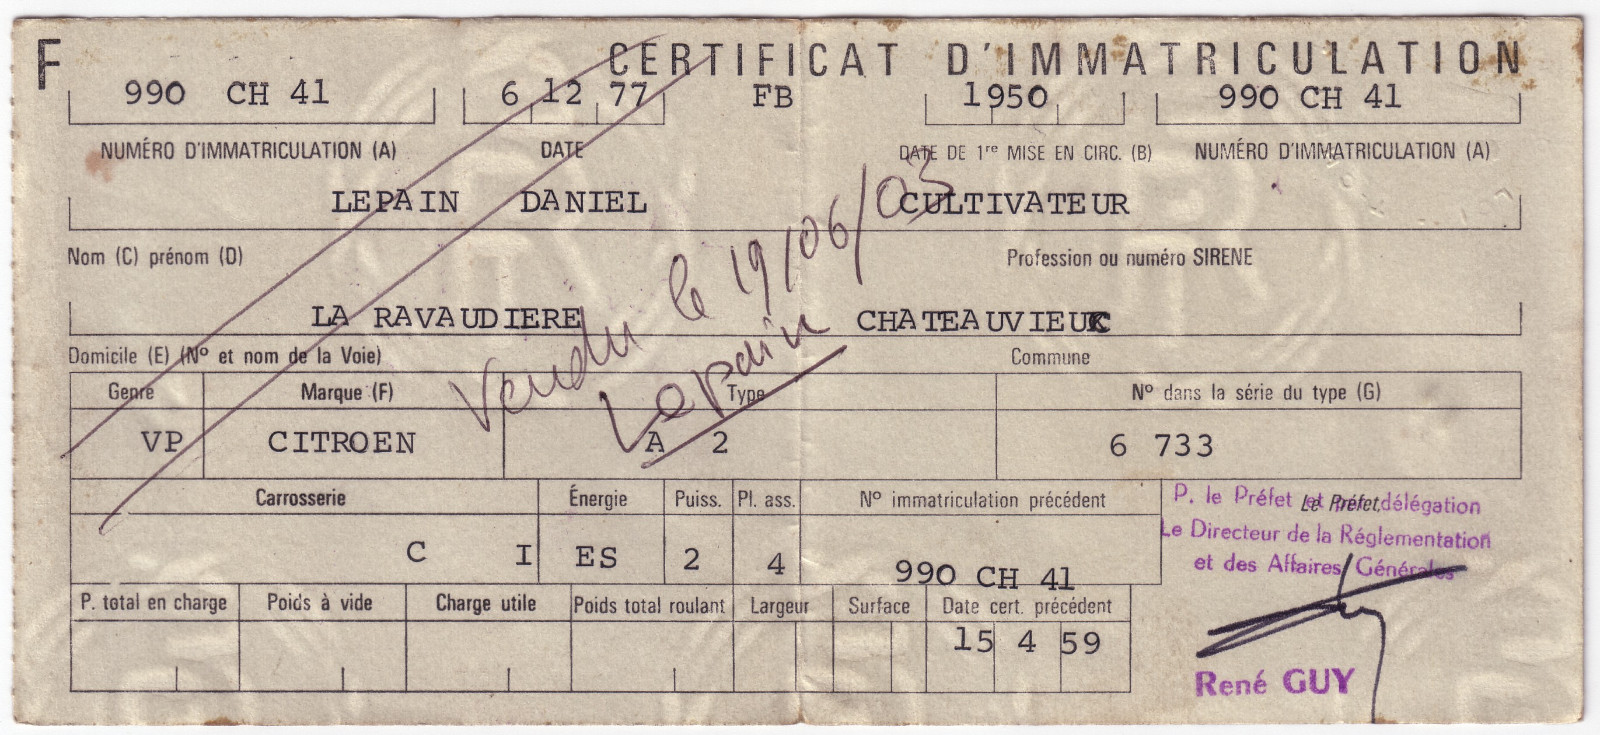 F CERTIFICAT D'IMMATRICULATION
990 CH 41 6 12 77 FB 1950 990 CH 41
NUMÉRO D'IMMATRICULATION (A) DATE DATE DE 1re MISE EN CIRC. (B) NUMÉRO D'IMMATRICULATION (A)
LEPAIN DANIEL CULTIVATEUR
Nom (C) prénom (D) Profession ou numéro SIRENE
Vendu le 19/06/03
Lepain
LA RAVAUDIERE CHATEAUVIEUX
Domicile (E) (Nº et nom de la Voie) Commune
Genre Marque (F) Type Nº dans la série du type (G)
VP CITROEN A 2 6 733
Carrosserie Énergie Puiss. Pl. ass. Nº immatriculation précédent
C I ES 2 4 990 CH 41
Le Préfet,
P. le Préfet et par délégation
Le Directeur de la Réglementation
et des Affaires Générales
P. total en charge Poids à vide Charge utile Poids total roulant Largeur Surface Date cert. précédent
15 4 59
René GUY